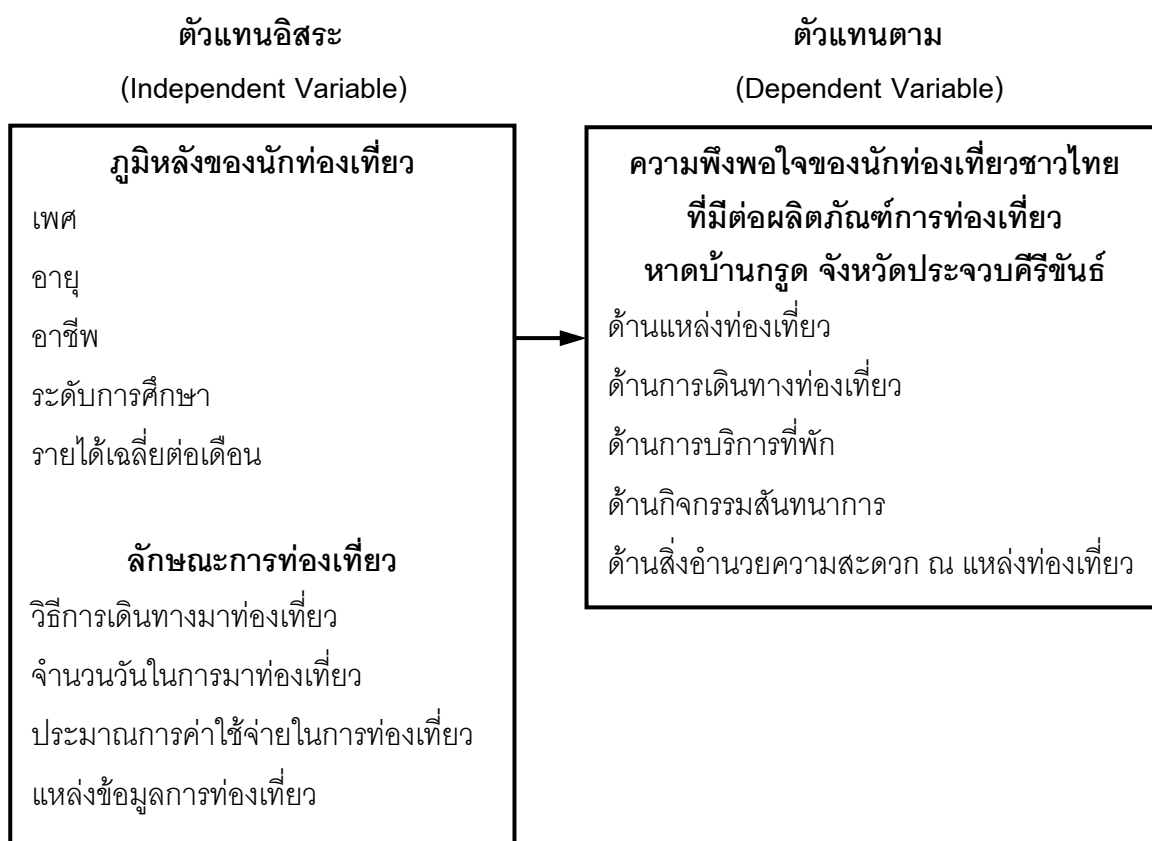 ตัวแทนอิสระ
(Independent Variable)
ภูมิหลังของนักท่องเที่ยว
เพศ
อายุ
อาชีพ
ระดับการศึกษา
รายได้เฉลี่ยต่อเดือน
ลักษณะการท่องเที่ยว
วิธีการเดินทางมาท่องเที่ยว
จำนวนวันในการมาท่องเที่ยว
ประมาณการค่าใช้จ่ายในการท่องเที่ยว
แหล่งข้อมูลการท่องเที่ยว
ตัวแทนตาม
(Dependent Variable)
ความพึงพอใจของนักท่องเที่ยวชาวไทย
ที่มีต่อผลิตภัณฑ์การท่องเที่ยว
หาดบ้านกรูด จังหวัดประจวบคีรีขันธ์
ด้านแหล่งท่องเที่ยว
ด้านการเดินทางท่องเที่ยว
ด้านการบริการที่พัก
ด้านกิจกรรมสันทนาการ
ด้านสิ่งอำนวยความสะดวก ณ แหล่งท่องเที่ยว